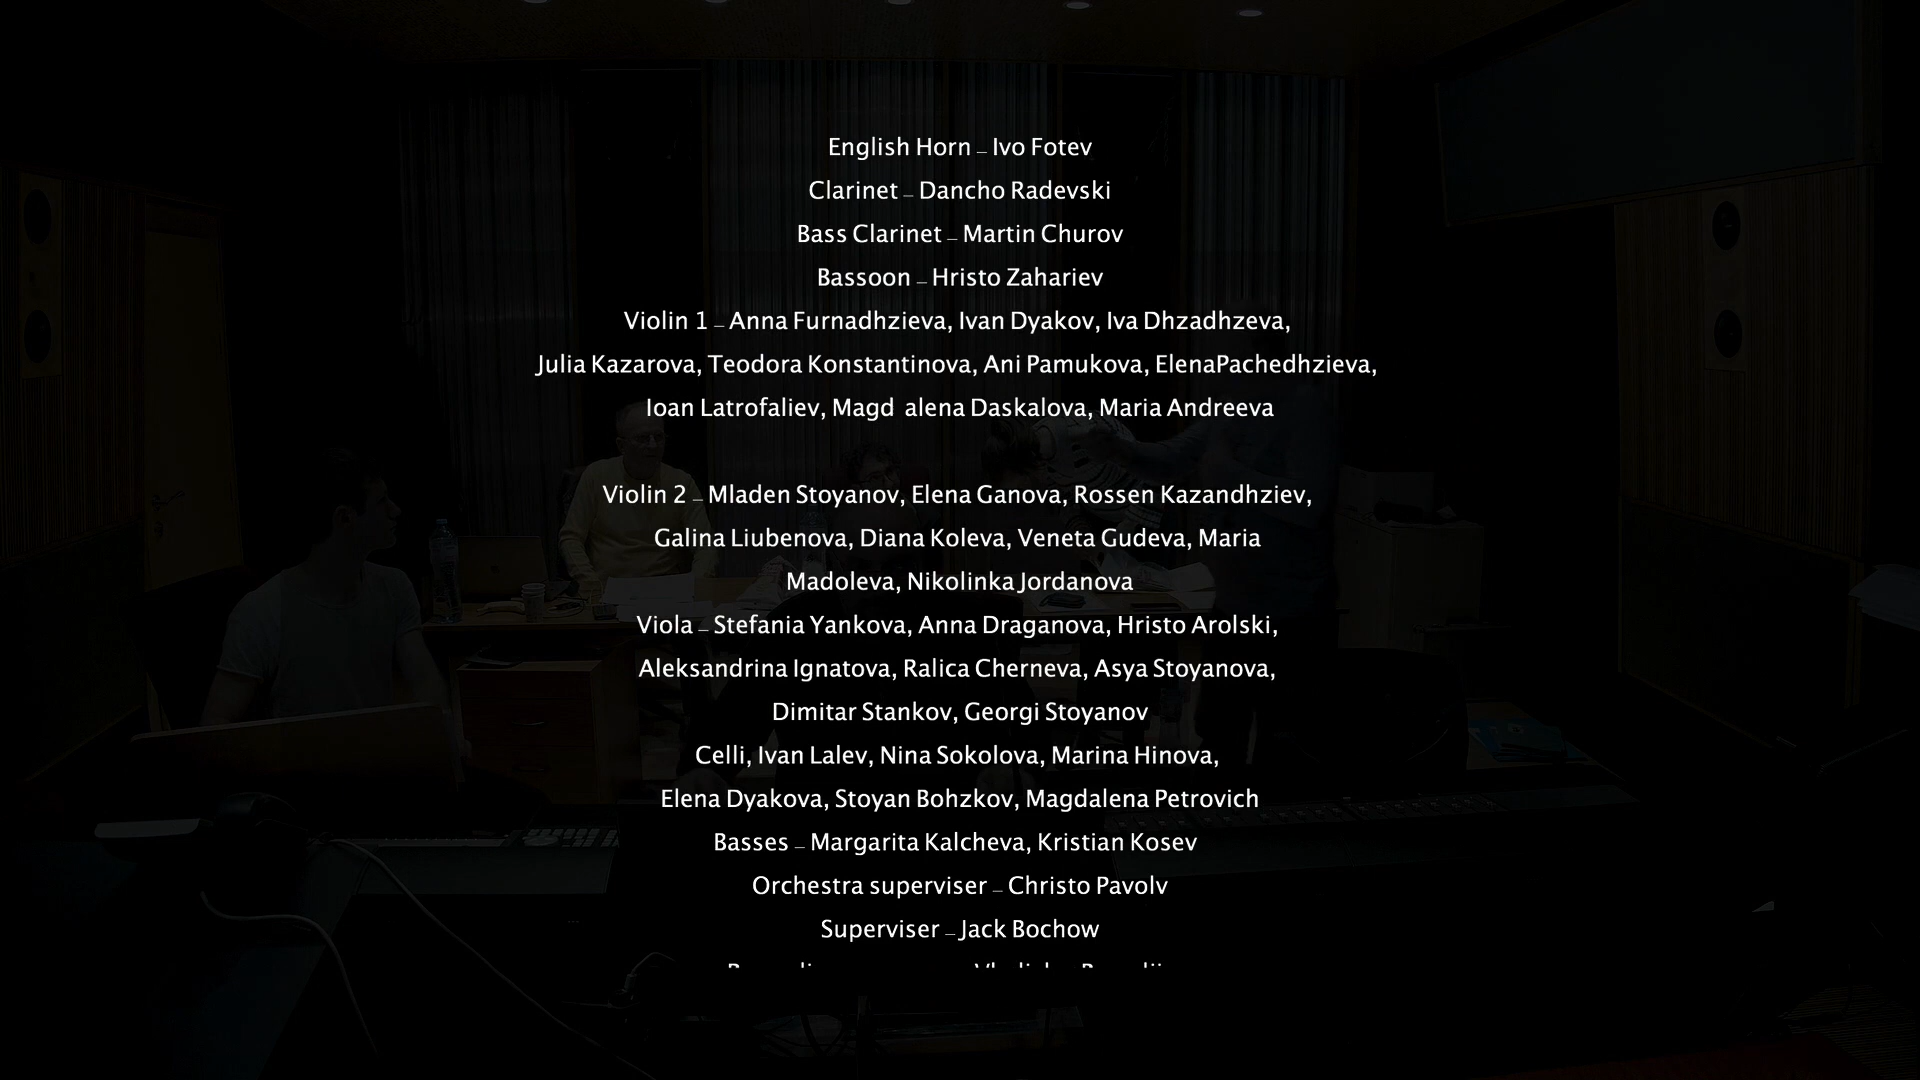 English Horn – Ivo Fotev
Clarinet – Dancho Radevski
Bass Clarinet – Martin Churov
Bassoon – Hristo Zahariev
Violin 1 – Anna Furnadhzieva, Ivan Dyakov, Iva Dhzadhzeva,
Julia Kazarova, Teodora Konstantinova, Ani Pamukova, ElenaPachedhzieva,
Ioan Latrofaliev, Magd alena Daskalova, Maria Andreeva
Violin 2 – Mladen Stoyanov, Elena Ganova, Rossen Kazandhziev,
Galina Liubenova, Diana Koleva, Veneta Gudeva, Maria
Madoleva, Nikolinka Jordanova
Viola – Stefania Yankova, Anna Draganova, Hristo Arolski,
Aleksandrina Ignatova, Ralica Cherneva, Asya Stoyanova,
Dimitar Stankov, Georgi Stoyanov
Celli, Ivan Lalev, Nina Sokolova, Marina Hinova,
Elena Dyakova, Stoyan Bohzkov, Magdalena Petrovich
Basses – Margarita Kalcheva, Kristian Kosev
Orchestra superviser – Christo Pavolv
Superviser – Jack Bochow